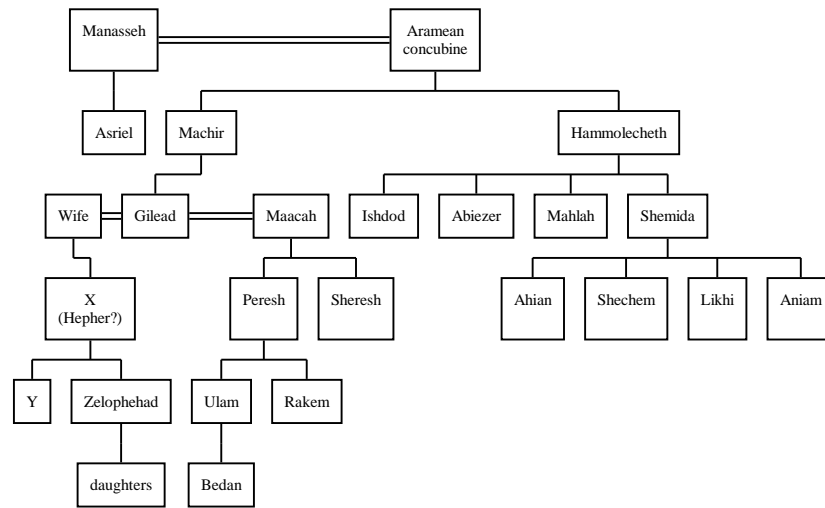 Manasseh
Aramean
concubine
Asriel
Machir
Hammolecheth
Wife
Gilead
Maacah
Ishdod
Abiezer
Mahlah
Shemida
X
(Hepher?)
Peresh
Sheresh
Ahian
Shechem
Likhi
Aniam
Y
Zelophehad
Ulam
Rakem
daughters
Bedan